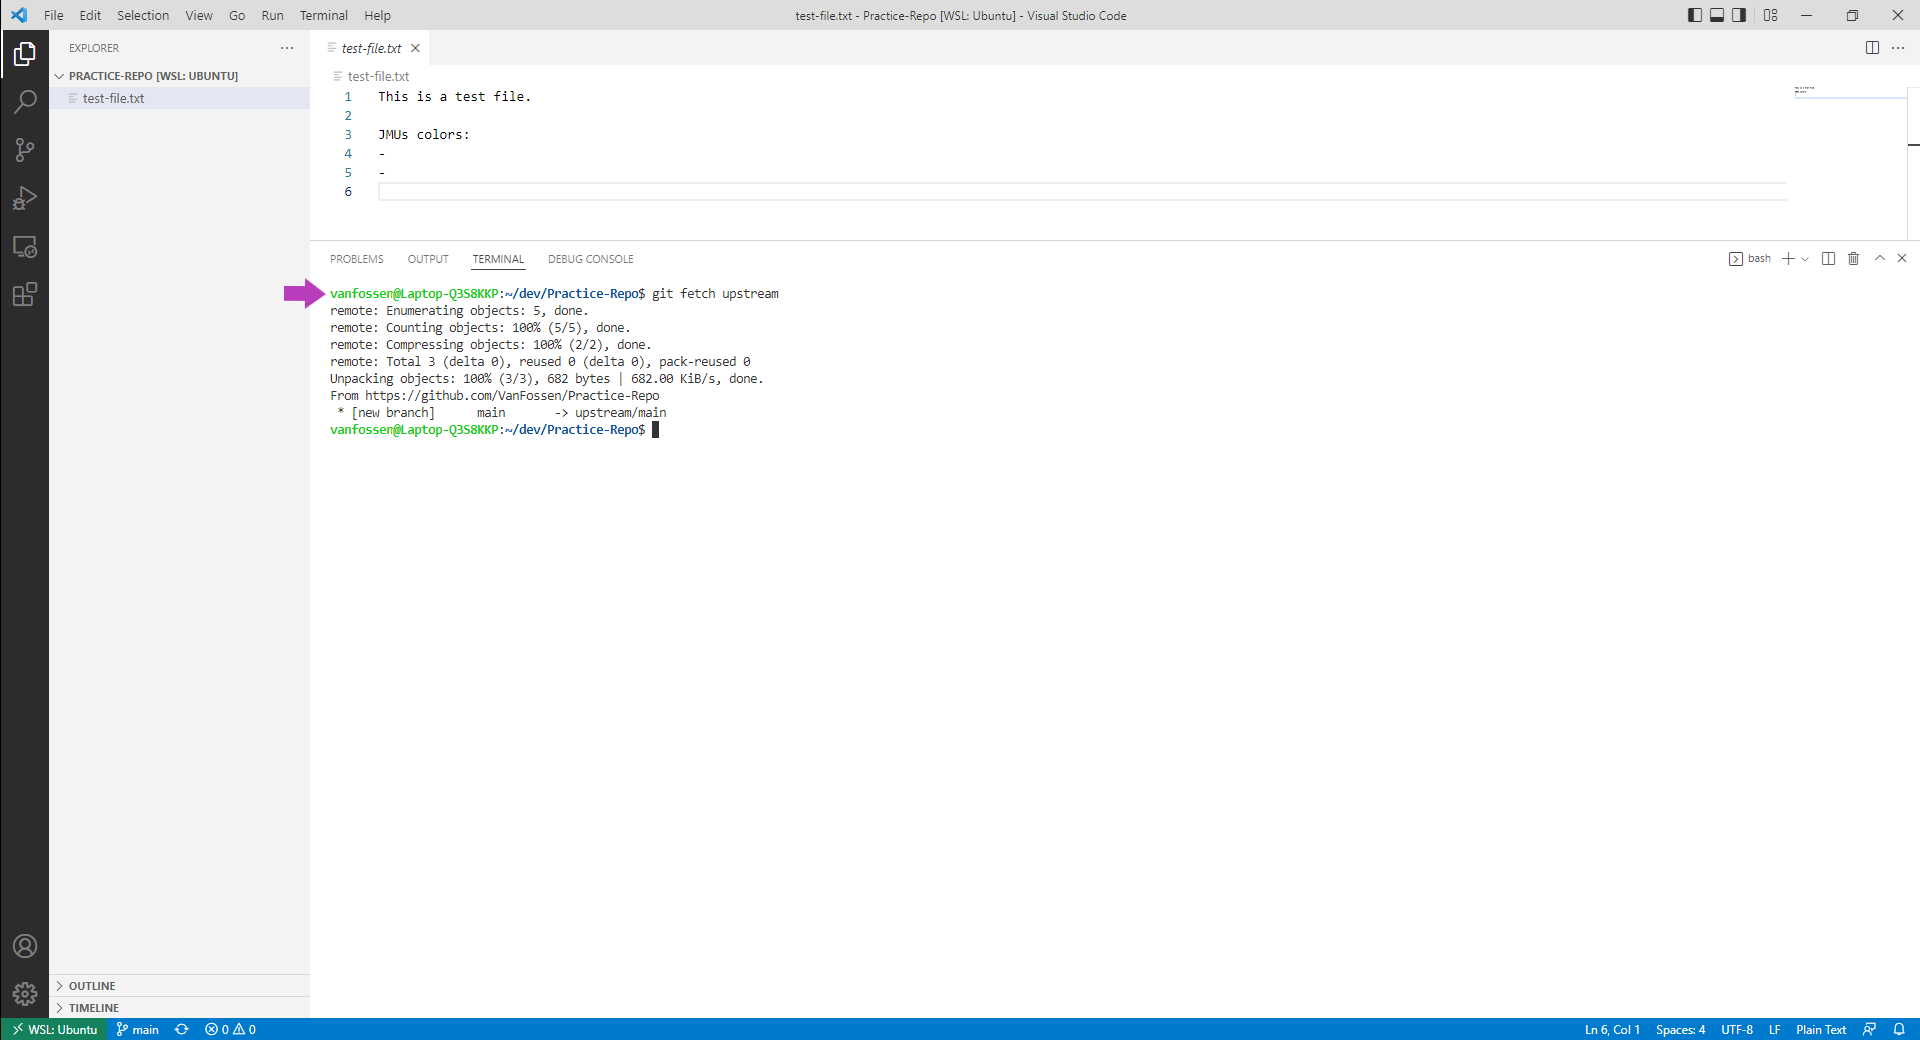 File Edit Selection View Go Run Terminal Help
test-file.txt - Practice-Repo [WSL: Ubuntu] - Visual Studio Code
EXPLORER
PRACTICE-REPO [WSL: UBUNTU]
test-file.txt
test-file.txt
test-file.txt
1 This is a test file.
2
3 JMUs colors:
4 -
5 -
6
PROBLEMS OUTPUT TERMINAL DEBUG CONSOLE
bash
vanfossen@Laptop-Q3S8KKP:~/dev/Practice-Repo$ git fetch upstream
remote: Enumerating objects: 5, done.
remote: Counting objects: 100% (5/5), done.
remote: Compressing objects: 100% (2/2), done.
remote: Total 3 (delta 0), reused 0 (delta 0), pack-reused 0
Unpacking objects: 100% (3/3), 682 bytes | 682.00 KiB/s, done.
From https://github.com/VanFossen/Practice-Repo
* [new branch] main -> upstream/main
vanfossen@Laptop-Q3S8KKP:~/dev/Practice-Repo$
OUTLINE
TIMELINE
WSL: Ubuntu main 0 0 Ln 6, Col 1 Spaces: 4 UTF-8 LF Plain Text